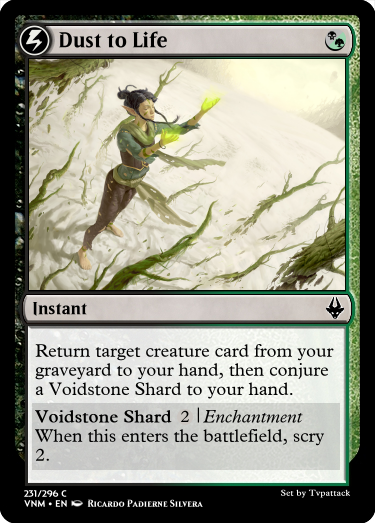 Dust to Life
Instant
Return target creature card from your
graveyard to your hand, then conjure
a Voidstone Shard to your hand.
Voidstone Shard 2 | Enchantment
When this enters the battlefield, scry
2.
231/296 C
Set by Tvpattack
VNM • EN Ricardo Padierne Silvera